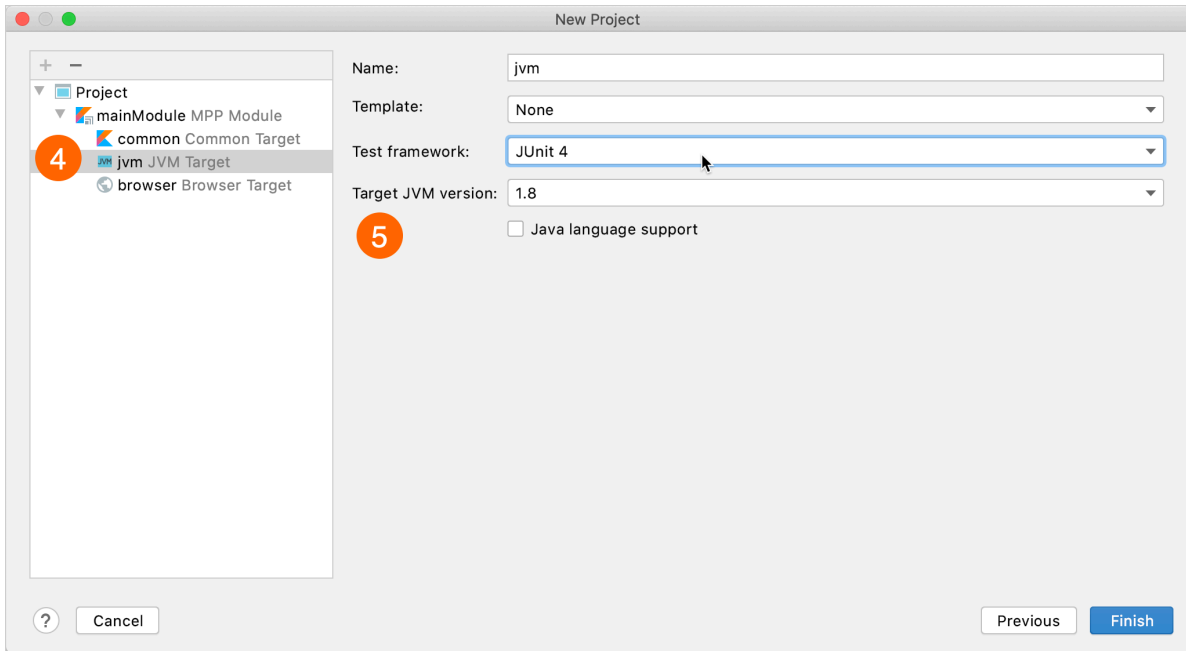 New Project
+ −
Project
mainModule MPP Module
common Common Target
4
JVM jvm JVM Target
browser Browser Target
Name: jvm
Template: None
Test framework: JUnit 4
Target JVM version: 1.8
5
Java language support
? Cancel
Previous Finish